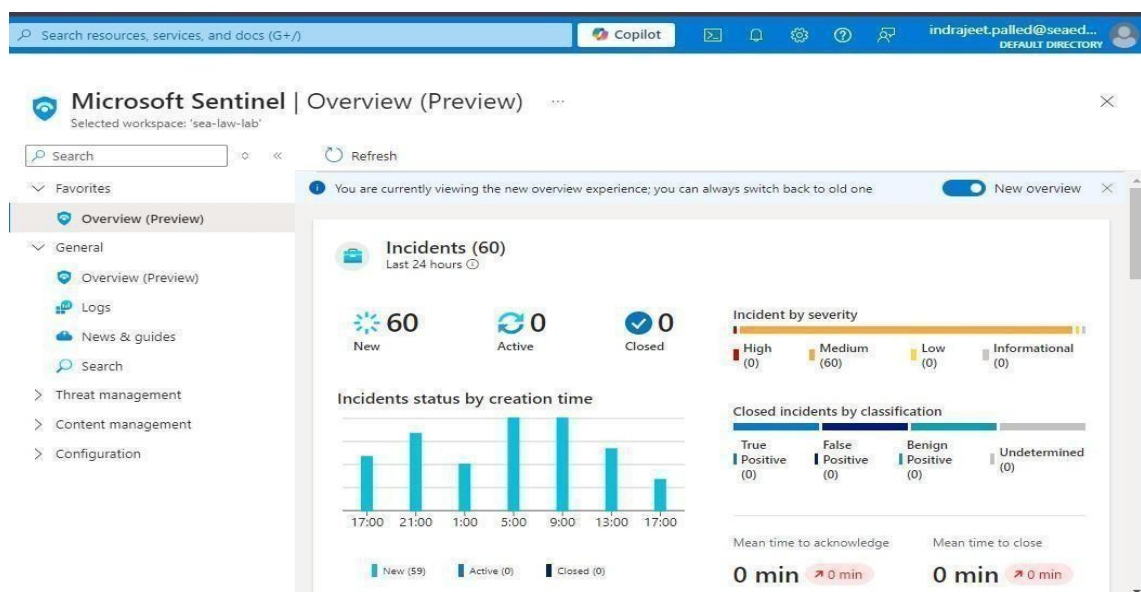 Search resources, services, and docs (G+/)
Copilot
indrajeet.palled@seaed...
DEFAULT DIRECTORY
Microsoft Sentinel | Overview (Preview) ...
Selected workspace: 'sea-law-lab'
Search
Refresh
Favorites
Overview (Preview)
General
Overview (Preview)
Logs
News & guides
Search
Threat management
Content management
Configuration
You are currently viewing the new overview experience; you can always switch back to old one
New overview
Incidents (60)
Last 24 hours
60
New
0
Active
0
Closed
Incident by severity
High
(0)
Medium
(60)
Low
(0)
Informational
(0)
Incidents status by creation time
17:00 21:00 1:00 5:00 9:00 13:00 17:00
New (59) Active (0) Closed (0)
Closed incidents by classification
True
Positive
(0)
False
Positive
(0)
Benign
Positive
(0)
Undetermined
(0)
Mean time to acknowledge
0 min 0 min
Mean time to close
0 min 0 min